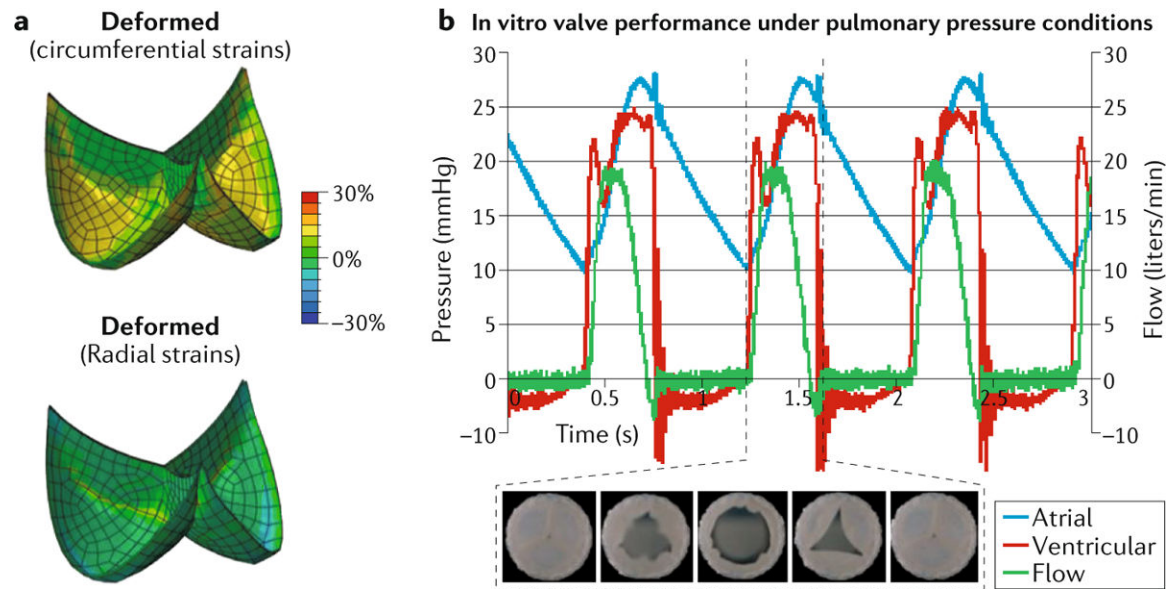 a
Deformed
(circumferential strains)
30%
0%
−30%
Deformed
(Radial strains)
b In vitro valve performance under pulmonary pressure conditions
Pressure (mmHg)
30
25
20
15
10
5
0
−5
−10
0 0.5 1 1.5 2 2.5 3
Time (s)
30
25
20
15
10
5
0
−5
−10
Flow (liters/min)
Atrial
Ventricular
Flow